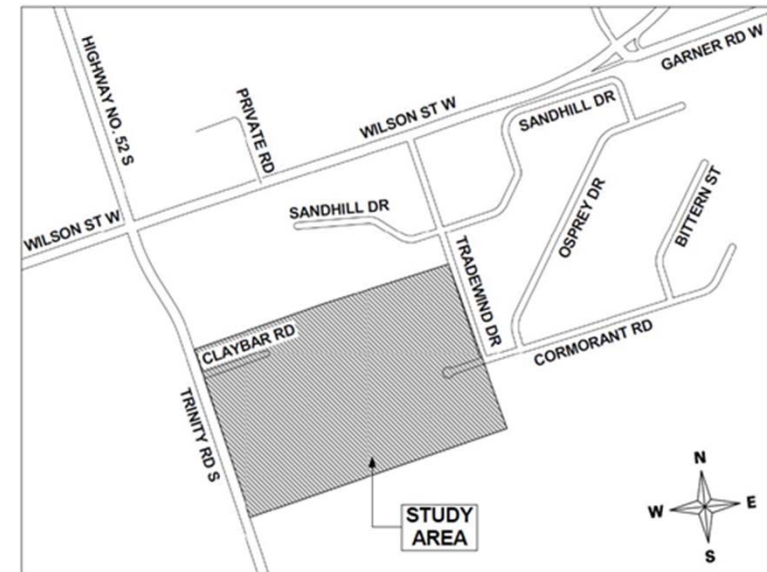 HIGHWAY NO. 52 S
PRIVATE RD
WILSON ST W
GARNER RD W
SANDHILL DR
SANDHILL DR
WILSON ST W
OSPREY DR
BITTERN ST
TRADEWIND DR
CLAYBAR RD
CORMORANT RD
TRINITY RD S
STUDY
AREA
N
W
E
S